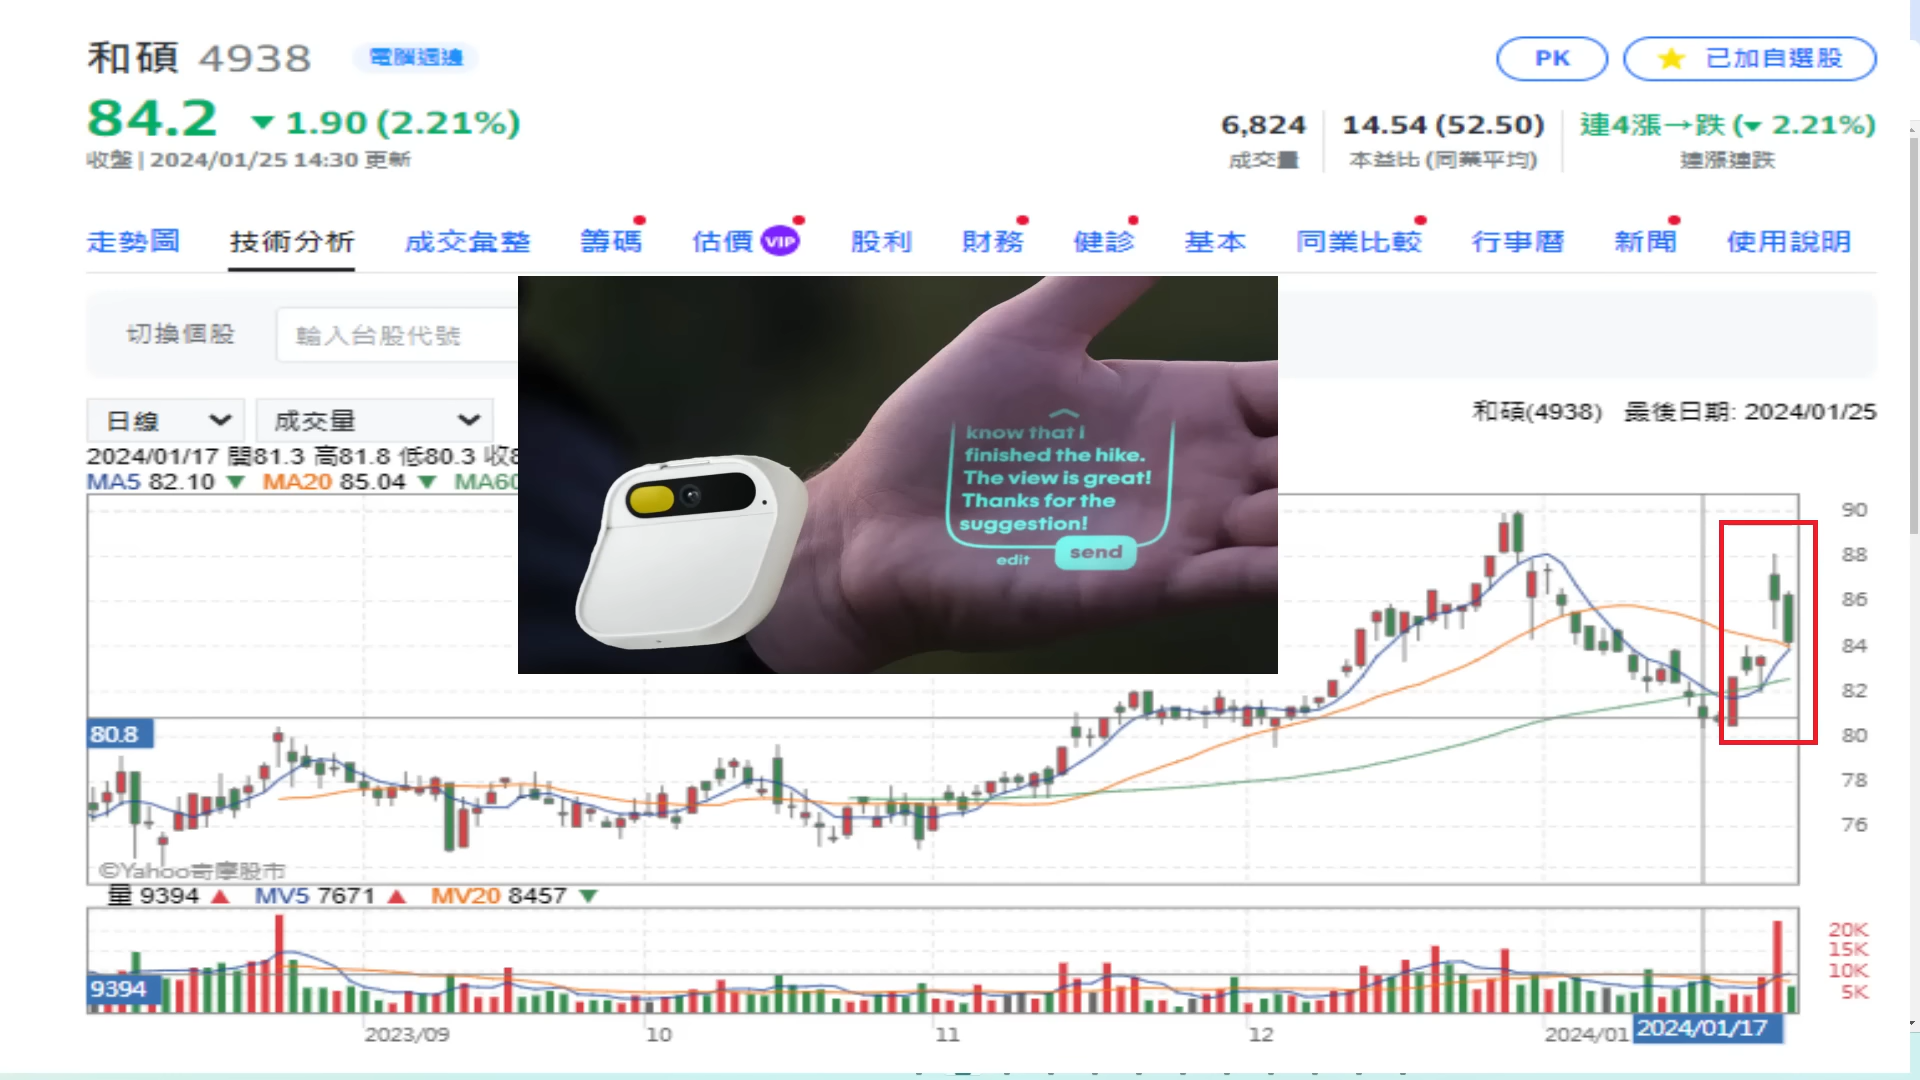 和碩 4938 電腦週邊
PK
已加自選股
84.2 ▼ 1.90 (2.21%)
收盤 | 2024/01/25 14:30 更新
6,824
成交量
14.54 (52.50)
本益比 (同業平均)
連4漲→跌 (▼ 2.21%)
連漲連跌
走勢圖 技術分析 成交彙整 籌碼 估價 VIP 股利 財務 健診 基本 同業比較 行事曆 新聞 使用說明
切換個股 輸入台股代號
日線 成交量
和碩(4938) 最後日期: 2024/01/25
2024/01/17 開81.3 高81.8 低80.3 收8
MA5 82.10 ▼ MA20 85.04 ▼ MA60
know that i
finished the hike.
The view is great!
Thanks for the
suggestion!
edit send
90
88
86
84
82
80
78
76
80.8
©Yahoo奇摩股市
量 9394 ▲ MV5 7671 ▲ MV20 8457 ▼
20K
15K
10K
5K
9394
2023/09 10 11 12 2024/01 2024/01/17